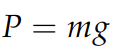 P = mg